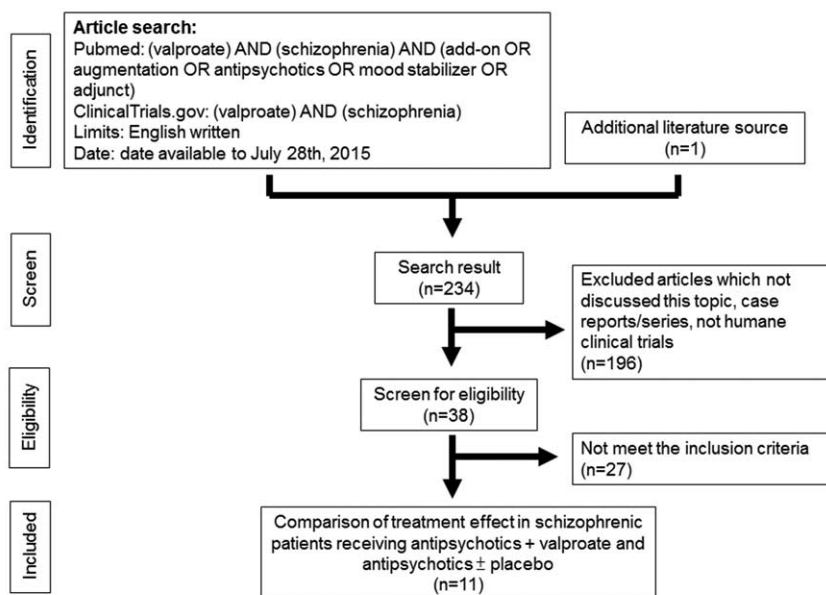 Identification
Article search:
Pubmed: (valproate) AND (schizophrenia) AND (add-on OR
augmentation OR antipsychotics OR mood stabilizer OR
adjunct)
ClinicalTrials.gov: (valproate) AND (schizophrenia)
Limits: English written
Date: date available to July 28th, 2015
Additional literature source
(n=1)
Screen
Search result
(n=234)
Excluded articles which not
discussed this topic, case
reports/series, not humane
clinical trials
(n=196)
Eligibility
Screen for eligibility
(n=38)
Not meet the inclusion criteria
(n=27)
Included
Comparison of treatment effect in schizophrenic
patients receiving antipsychotics + valproate and
antipsychotics ± placebo
(n=11)